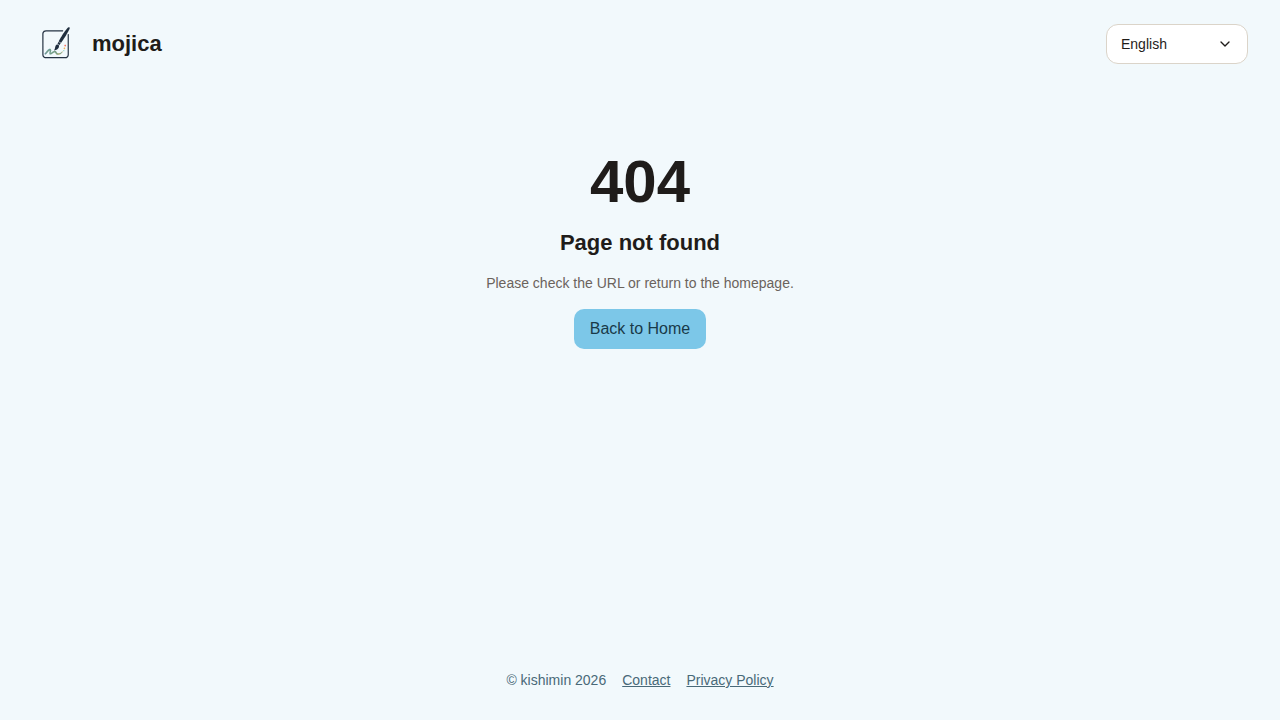 mojica
English
404
Page not found
Please check the URL or return to the homepage.
Back to Home
© kishimin 2026 Contact Privacy Policy